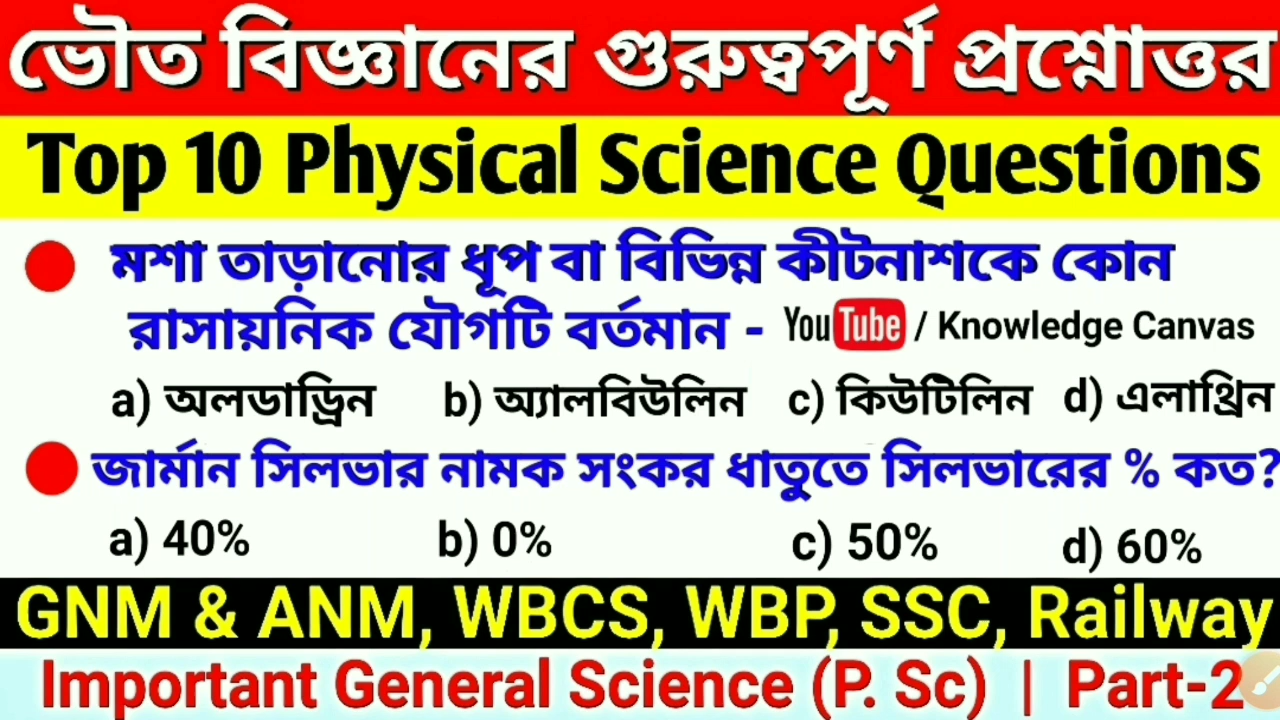 ভৌত বিজ্ঞানের গুরুত্বপূর্ণ প্রশ্নোত্তর
Top 10 Physical Science Questions
মশা তাড়ানোর ধূপ বা বিভিন্ন কীটনাশকে কোন
রাসায়নিক যৌগটি বর্তমান - YouTube / Knowledge Canvas
a) অলডাড্রিন b) অ্যালবিউলিন c) কিউটিলিন d) এলাথ্রিন
জার্মান সিলভার নামক সংকর ধাতুতে সিলভারের % কত?
a) 40% b) 0% c) 50% d) 60%
GNM & ANM, WBCS, WBP, SSC, Railway
Important General Science (P. Sc) | Part-2